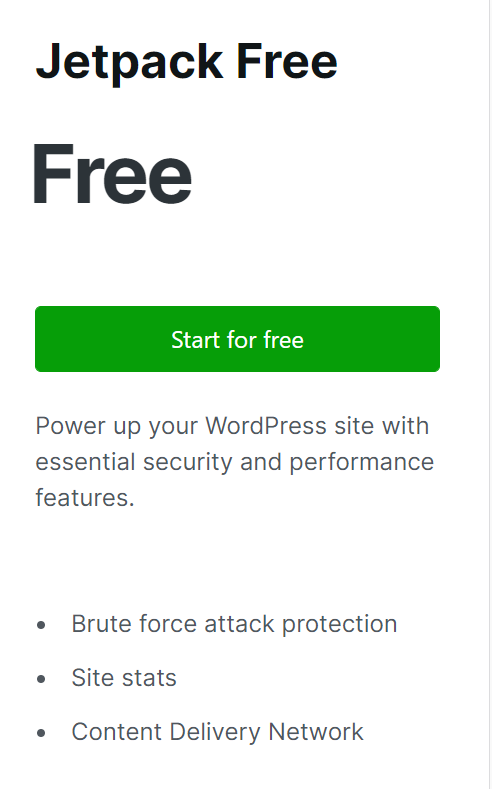 Jetpack Free
Free
Start for free
Power up your WordPress site with
essential security and performance
features.
• Brute force attack protection
• Site stats
• Content Delivery Network